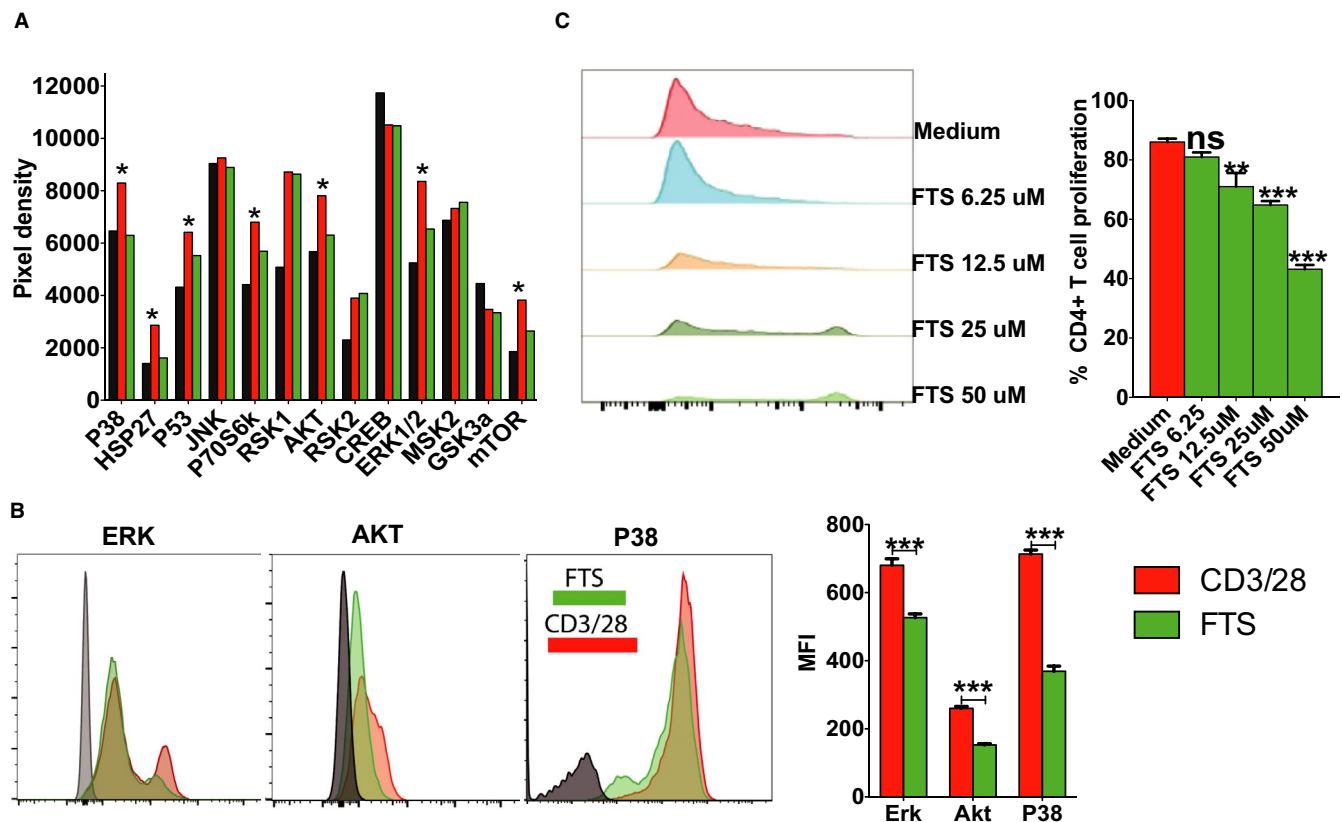 A
Pixel density
12000
10000
8000
6000
4000
2000
0
*
*
*
*
*
*
*
P38
HSP27
P53
JNK
P70S6k
RSK1
AKT
RSK2
CREB
ERK1/2
MSK2
GSK3a
mTOR
C
Medium
FTS 6.25 uM
FTS 12.5 uM
FTS 25 uM
FTS 50 uM
% CD4+ T cell proliferation
100
80
60
40
20
0
ns
**
***
***
Medium
FTS 6.25
FTS 12.5uM
FTS 25uM
FTS 50uM
B
ERK
AKT
P38
FTS
CD3/28
MFI
800
600
400
200
0
***
***
***
Erk
Akt
P38
CD3/28
FTS